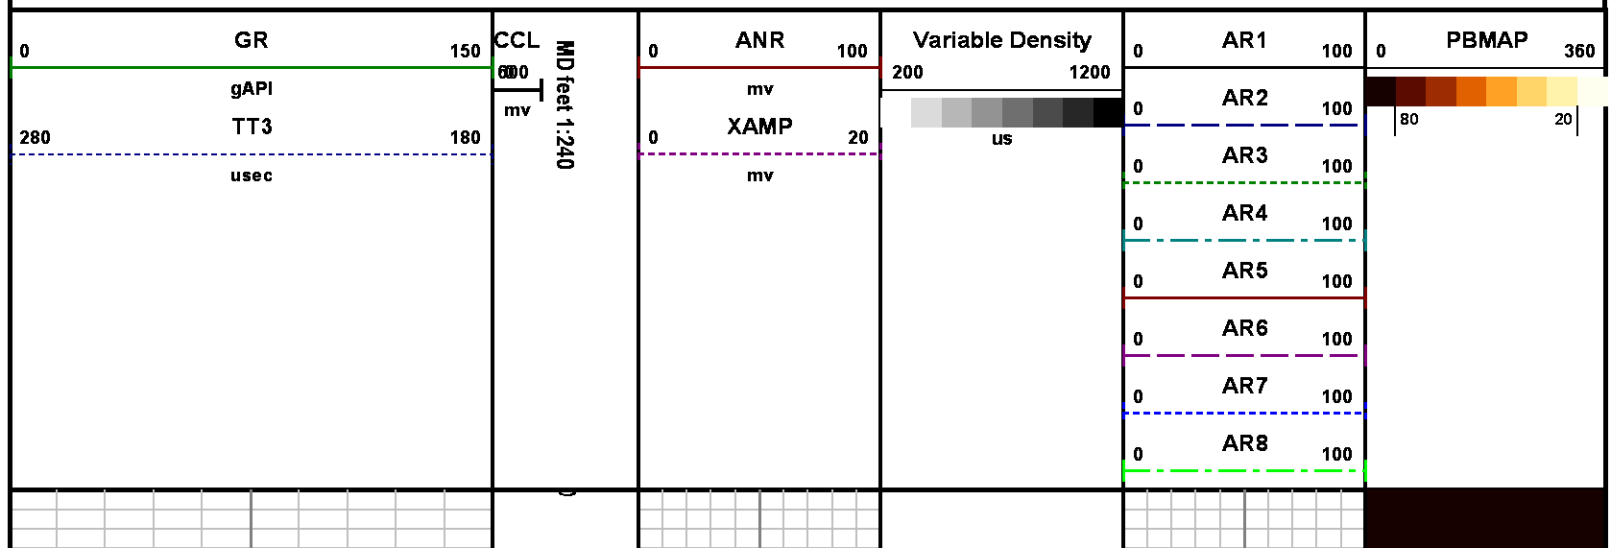 0 GR 150
gAPI
280 TT3 180
usec
CCL
mv
MD feet 1:240
0 ANR 100
mv
0 XAMP 20
mv
Variable Density
200 1200
us
0 AR1 100
0 AR2 100
0 AR3 100
0 AR4 100
0 AR5 100
0 AR6 100
0 AR7 100
0 AR8 100
0 PBMAP 360
80 20